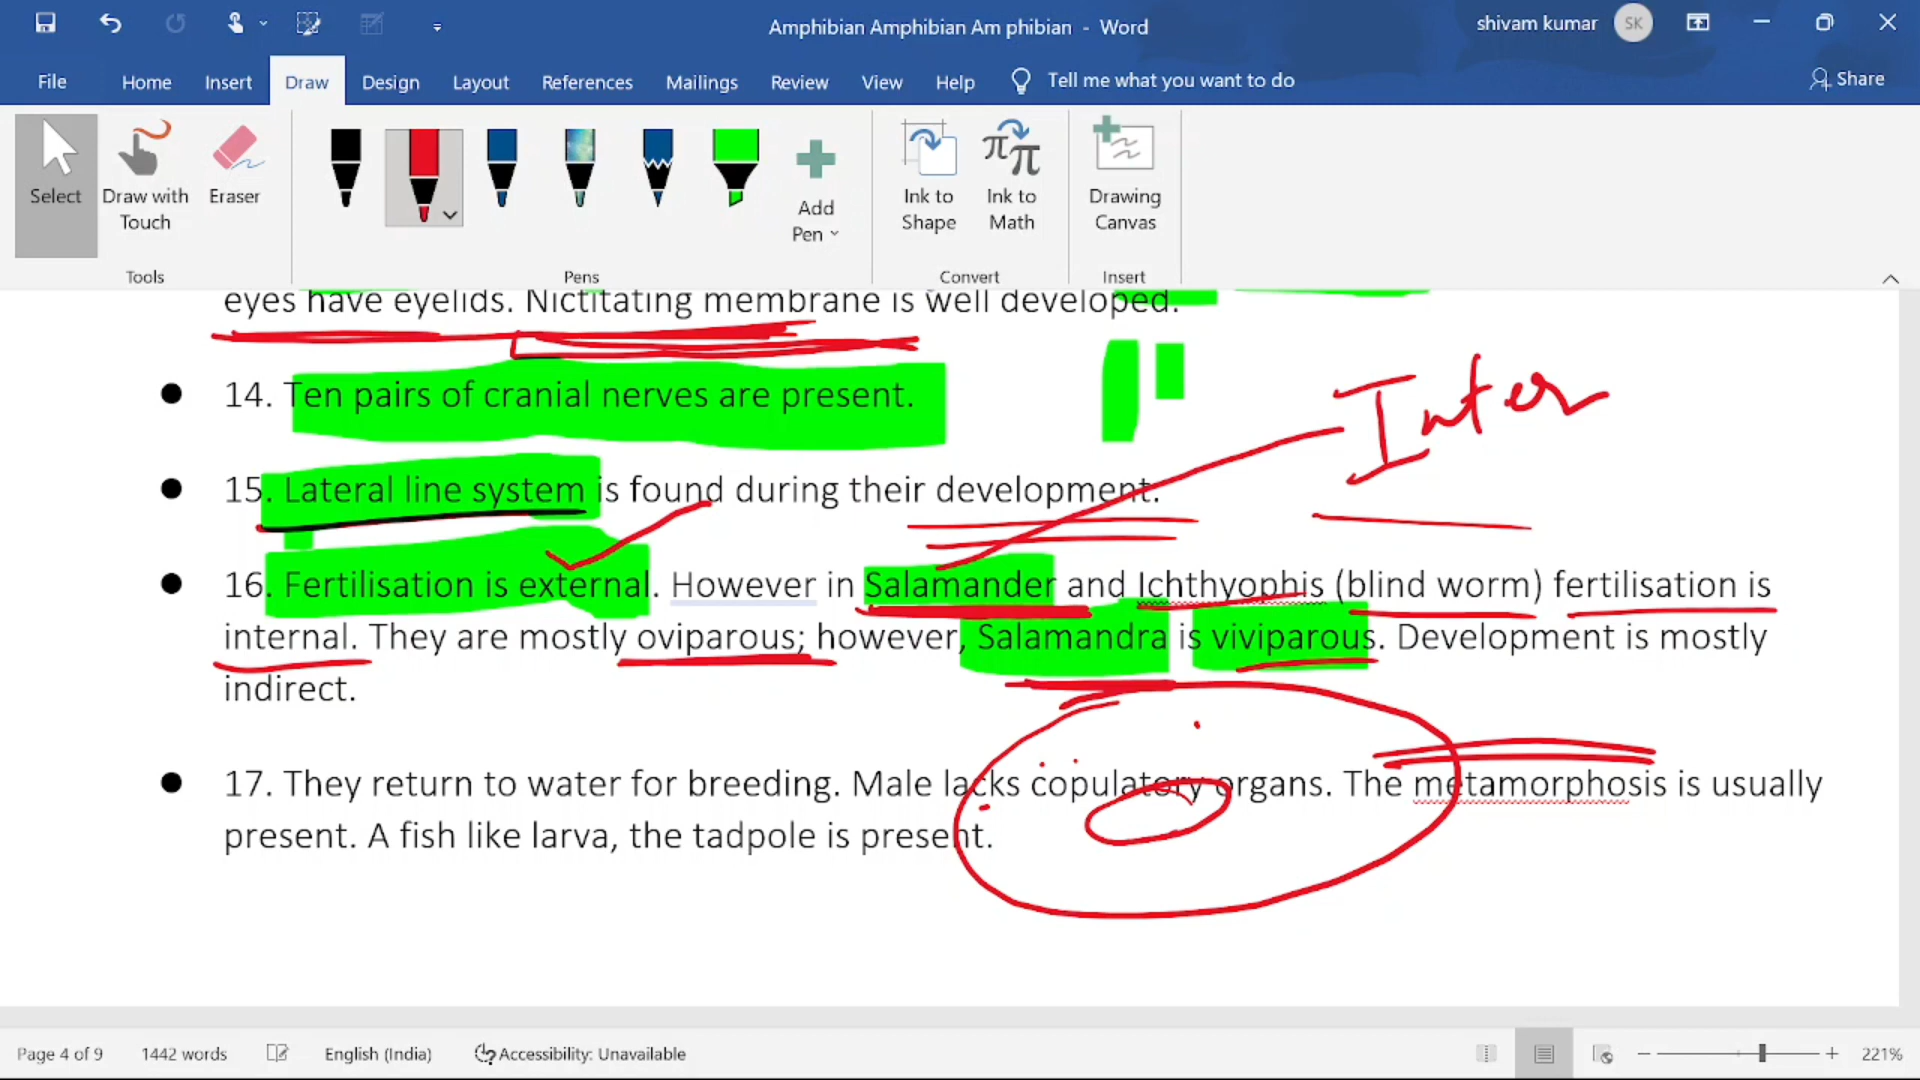 Amphibian Amphibian Am phibian - Word
shivam kumar
SK
File
Home
Insert
Draw
Design
Layout
References
Mailings
Review
View
Help
Tell me what you want to do
Share
Select
Draw with
Touch
Eraser
Add
Pen
Ink to
Shape
Ink to
Math
Drawing
Canvas
Tools
Pens
Convert
Insert
eyes have eyelids. Nictitating membrane is well developed.
● 14. Ten pairs of cranial nerves are present.
Inter
● 15. Lateral line system is found during their development.
● 16. Fertilisation is external. However in Salamander and Ichthyophis (blind worm) fertilisation is
internal. They are mostly oviparous; however, Salamandra is viviparous. Development is mostly
indirect.
● 17. They return to water for breeding. Male lacks copulatory organs. The metamorphosis is usually
present. A fish like larva, the tadpole is present.
Page 4 of 9
1442 words
English (India)
Accessibility: Unavailable
221%